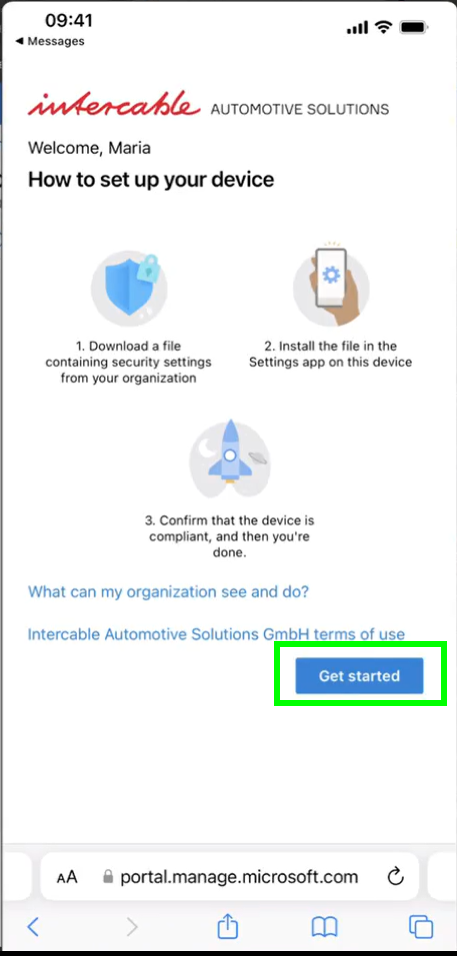 09:41
◀ Messages
intercable AUTOMOTIVE SOLUTIONS
Welcome, Maria
How to set up your device
1. Download a file
containing security settings
from your organization
2. Install the file in the
Settings app on this device
3. Confirm that the device is
compliant, and then you're
done.
What can my organization see and do?
Intercable Automotive Solutions GmbH terms of use
Get started
AA portal.manage.microsoft.com